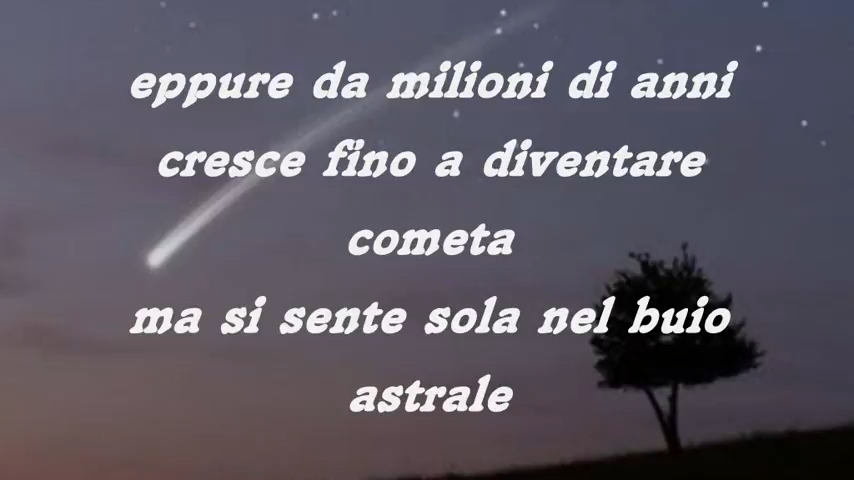 eppure da milioni di anni
cresce fino a diventare
cometa
ma si sente sola nel buio
astrale